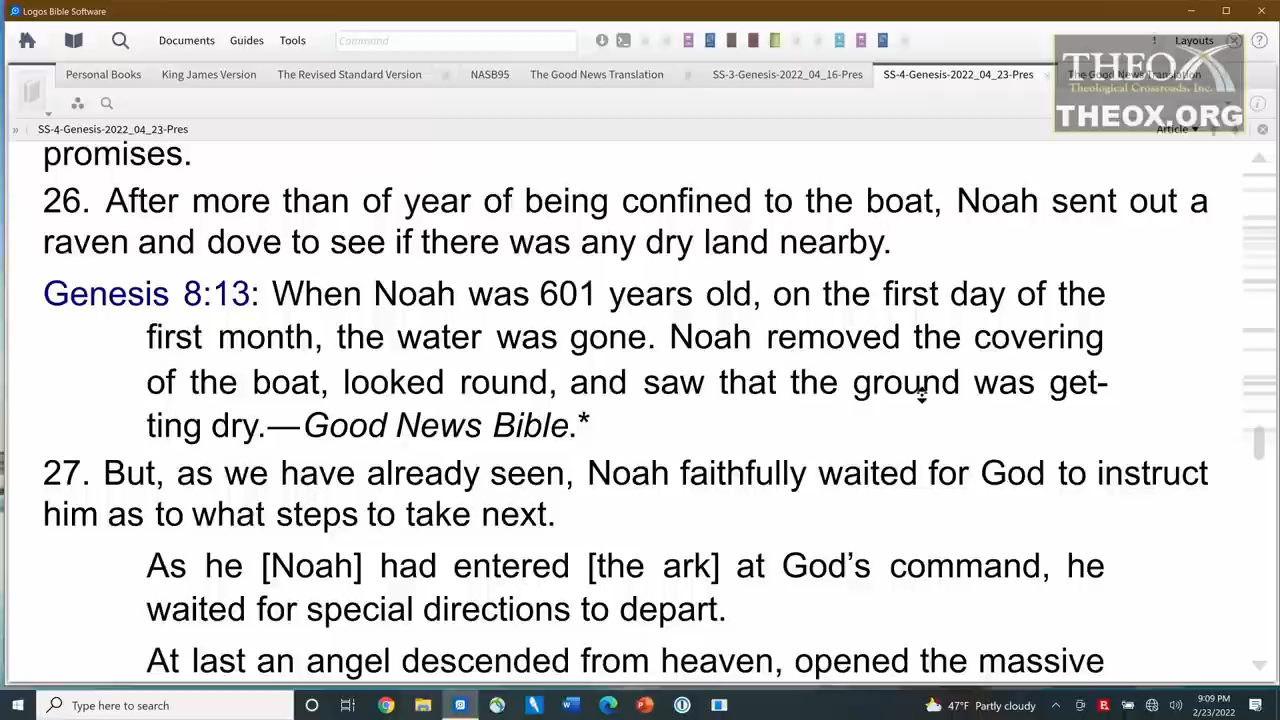 Logos Bible Software
Documents Guides Tools Command Layouts
THEOX
Theological Crossroads, Inc.
THEOX.ORG
Personal Books King James Version The Revised Standard Version NASB95 The Good News Translation SS-3-Genesis-2022_04_16-Pres SS-4-Genesis-2022_04_23-Pres The Good News Translation
» SS-4-Genesis-2022_04_23-Pres Article
promises.
26. After more than of year of being confined to the boat, Noah sent out a
raven and dove to see if there was any dry land nearby.
Genesis 8:13: When Noah was 601 years old, on the first day of the
first month, the water was gone. Noah removed the covering
of the boat, looked round, and saw that the ground was get-
ting dry.—Good News Bible.*
27. But, as we have already seen, Noah faithfully waited for God to instruct
him as to what steps to take next.
As he [Noah] had entered [the ark] at God’s command, he
waited for special directions to depart.
At last an angel descended from heaven, opened the massive
Type here to search 47°F Partly cloudy 9:09 PM
2/23/2022